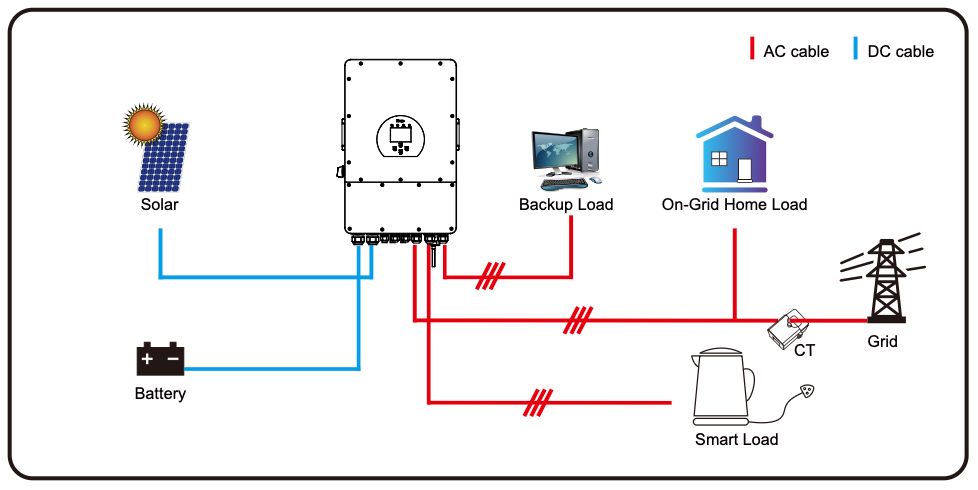 AC cable
DC cable
Solar
Backup Load
On-Grid Home Load
CT
Grid
Battery
Smart Load